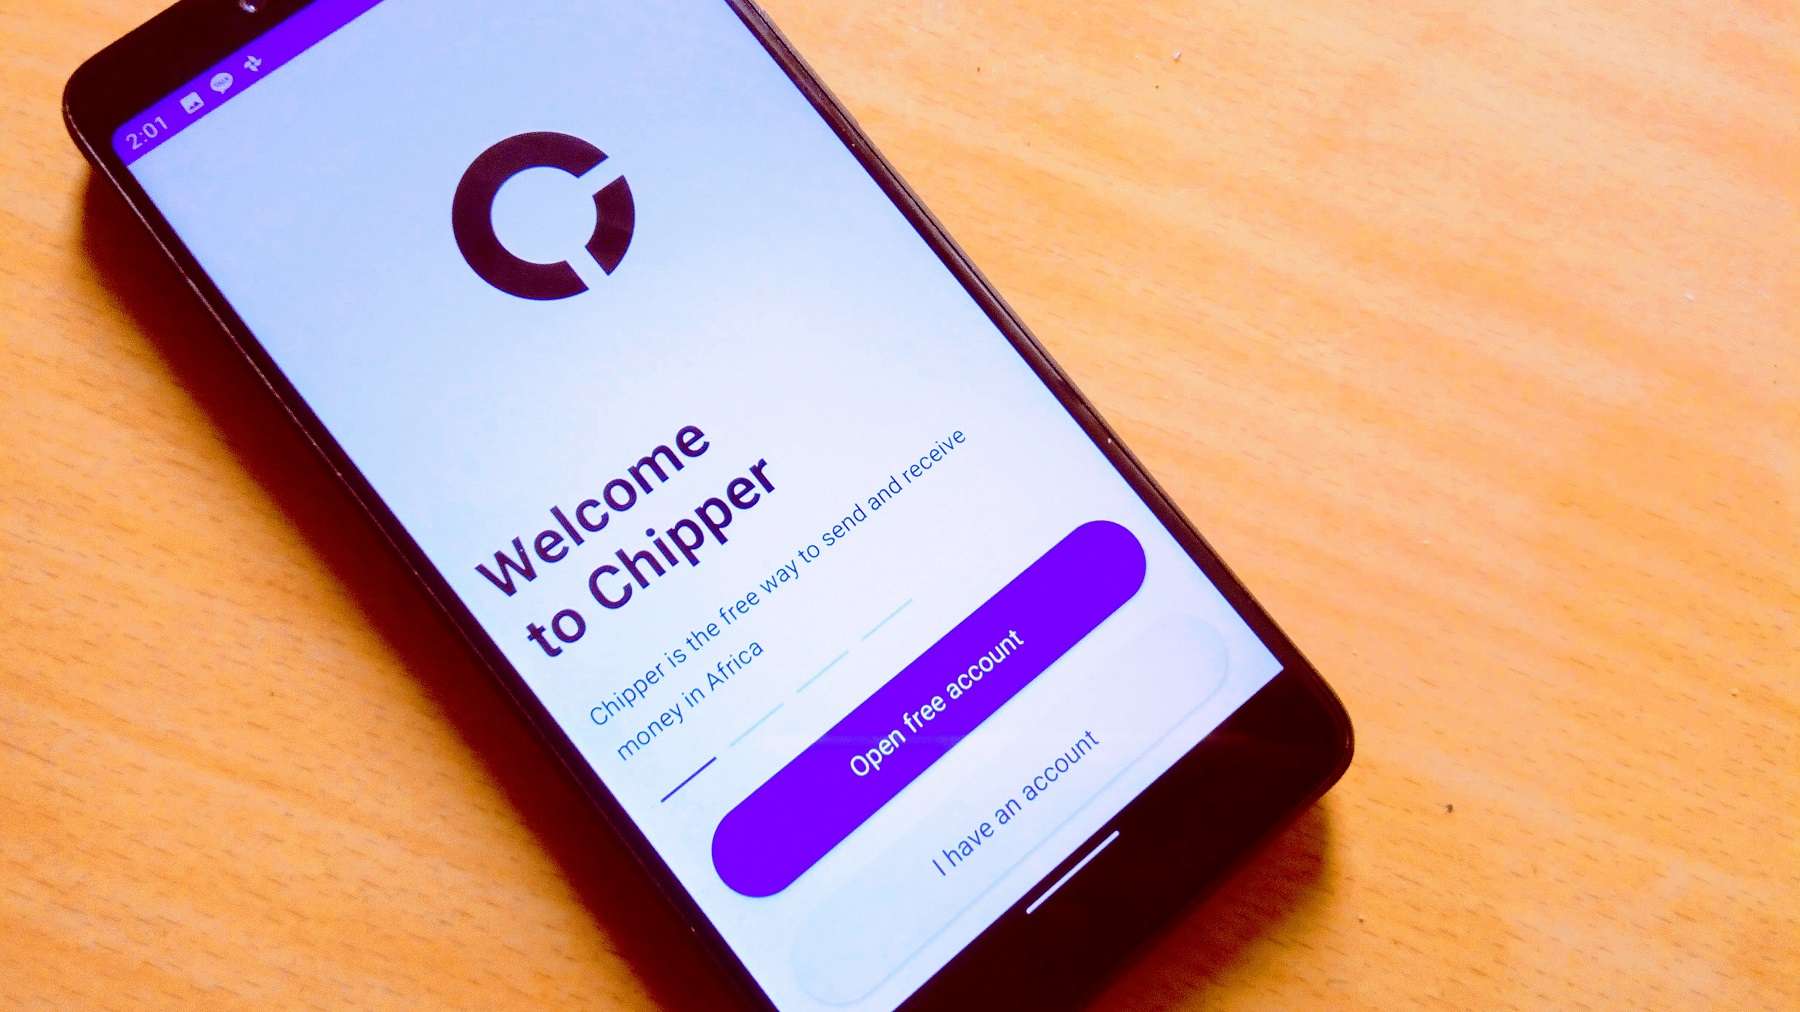 2:01
Welcome
to Chipper
Chipper is the free way to send and receive
money in Africa
Open free account
I have an account